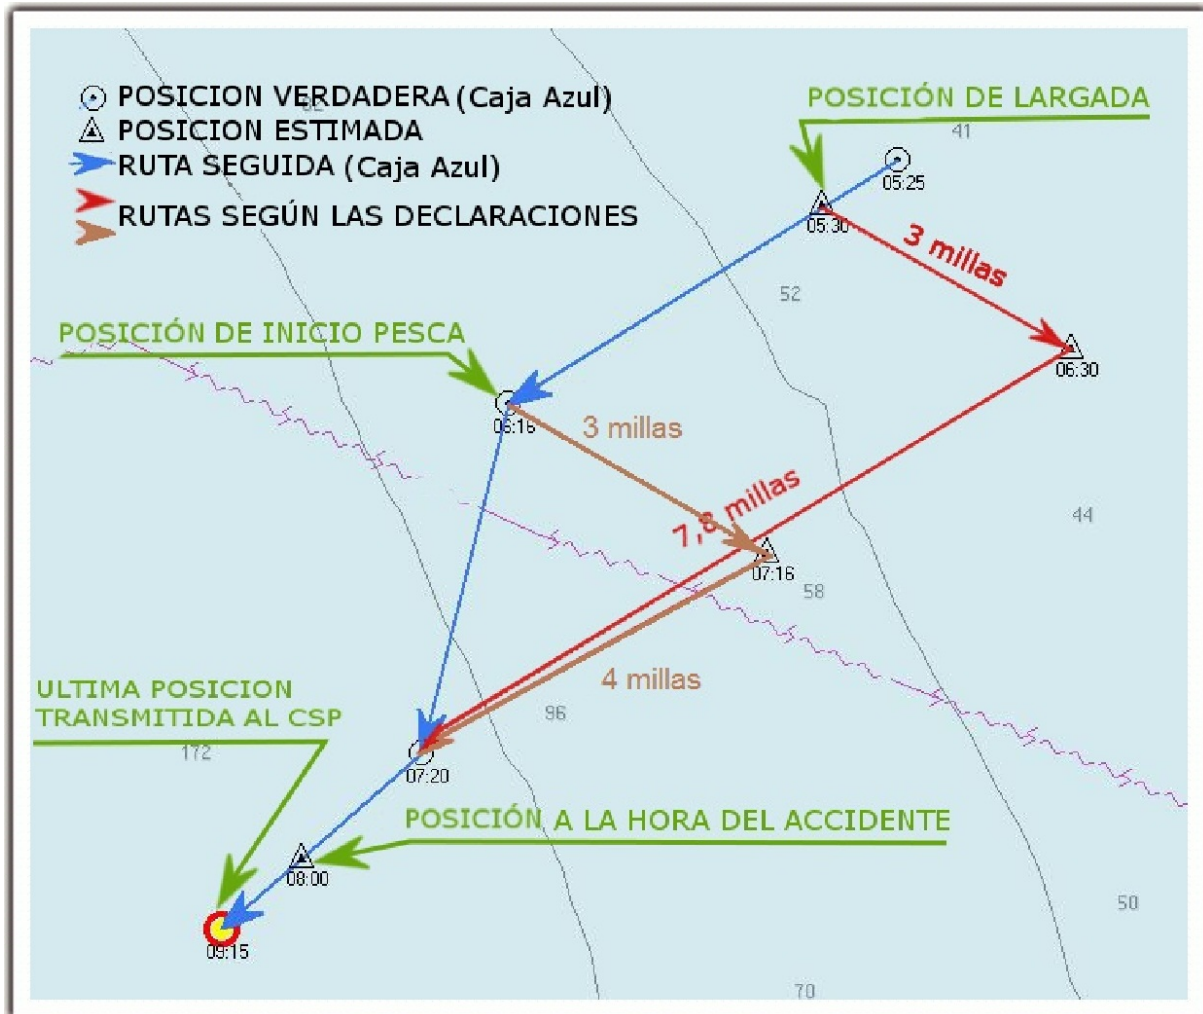 POSICION VERDADERA (Caja Azul)
POSICION ESTIMADA
RUTA SEGUIDA (Caja Azul)
RUTAS SEGÚN LAS DECLARACIONES
POSICIÓN DE LARGADA
41
05:25
05:30
3 millas
52
POSICIÓN DE INICIO PESCA
06:30
06:16
3 millas
7,8 millas
44
07:16
58
4 millas
ULTIMA POSICION
TRANSMITIDA AL CSP
96
172
07:20
POSICIÓN A LA HORA DEL ACCIDENTE
08:00
50
09:15
70